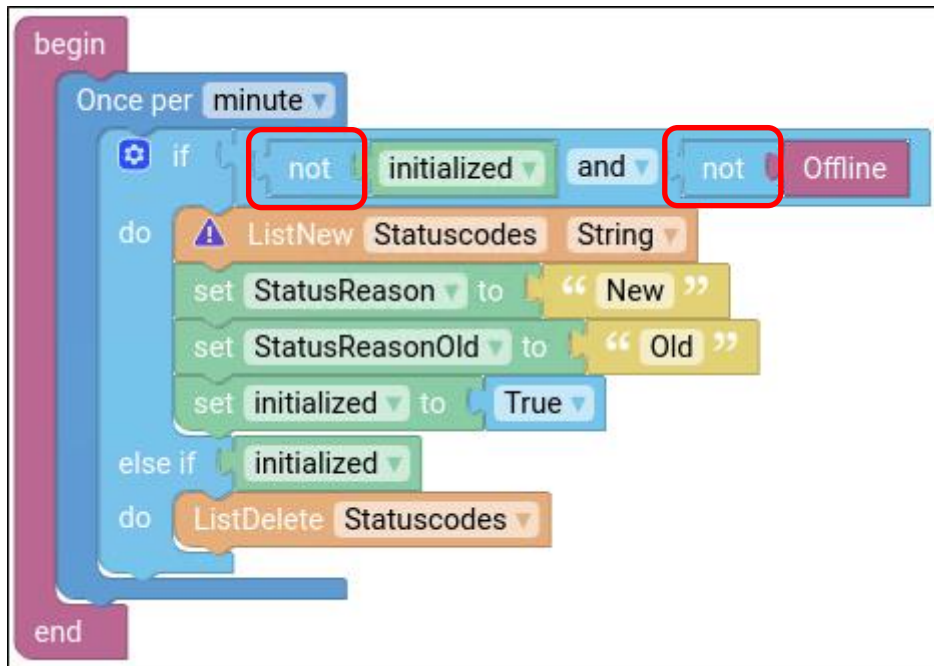 begin
Once per minute
if not initialized and not Offline
do ListNew Statuscodes String
set StatusReason to “ New ”
set StatusReasonOld to “ Old ”
set initialized to True
else if initialized
do ListDelete Statuscodes
end